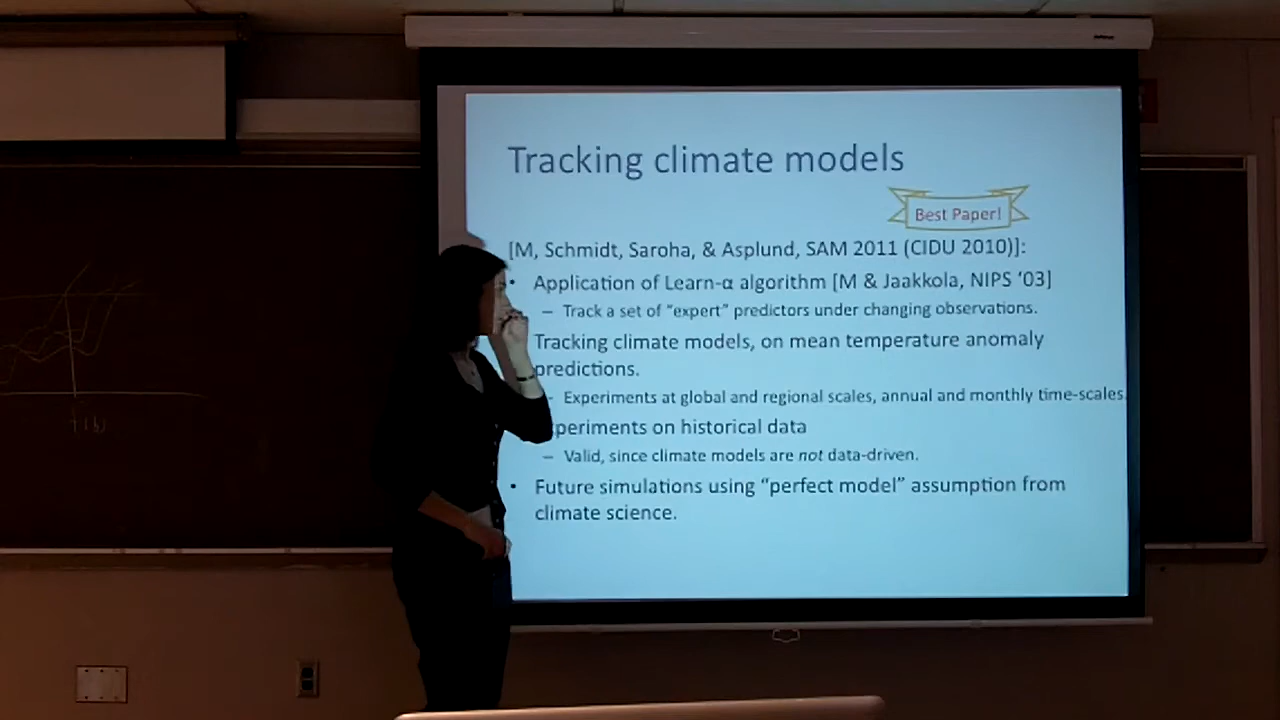 Tracking climate models
Best Paper!
[M, Schmidt, Saroha, & Asplund, SAM 2011 (CIDU 2010)]:
• Application of Learn-α algorithm [M & Jaakkola, NIPS ‘03]
– Track a set of “expert” predictors under changing observations.
Tracking climate models, on mean temperature anomaly
predictions.
- Experiments at global and regional scales, annual and monthly time-scales.
periments on historical data
– Valid, since climate models are not data-driven.
• Future simulations using “perfect model” assumption from
climate science.